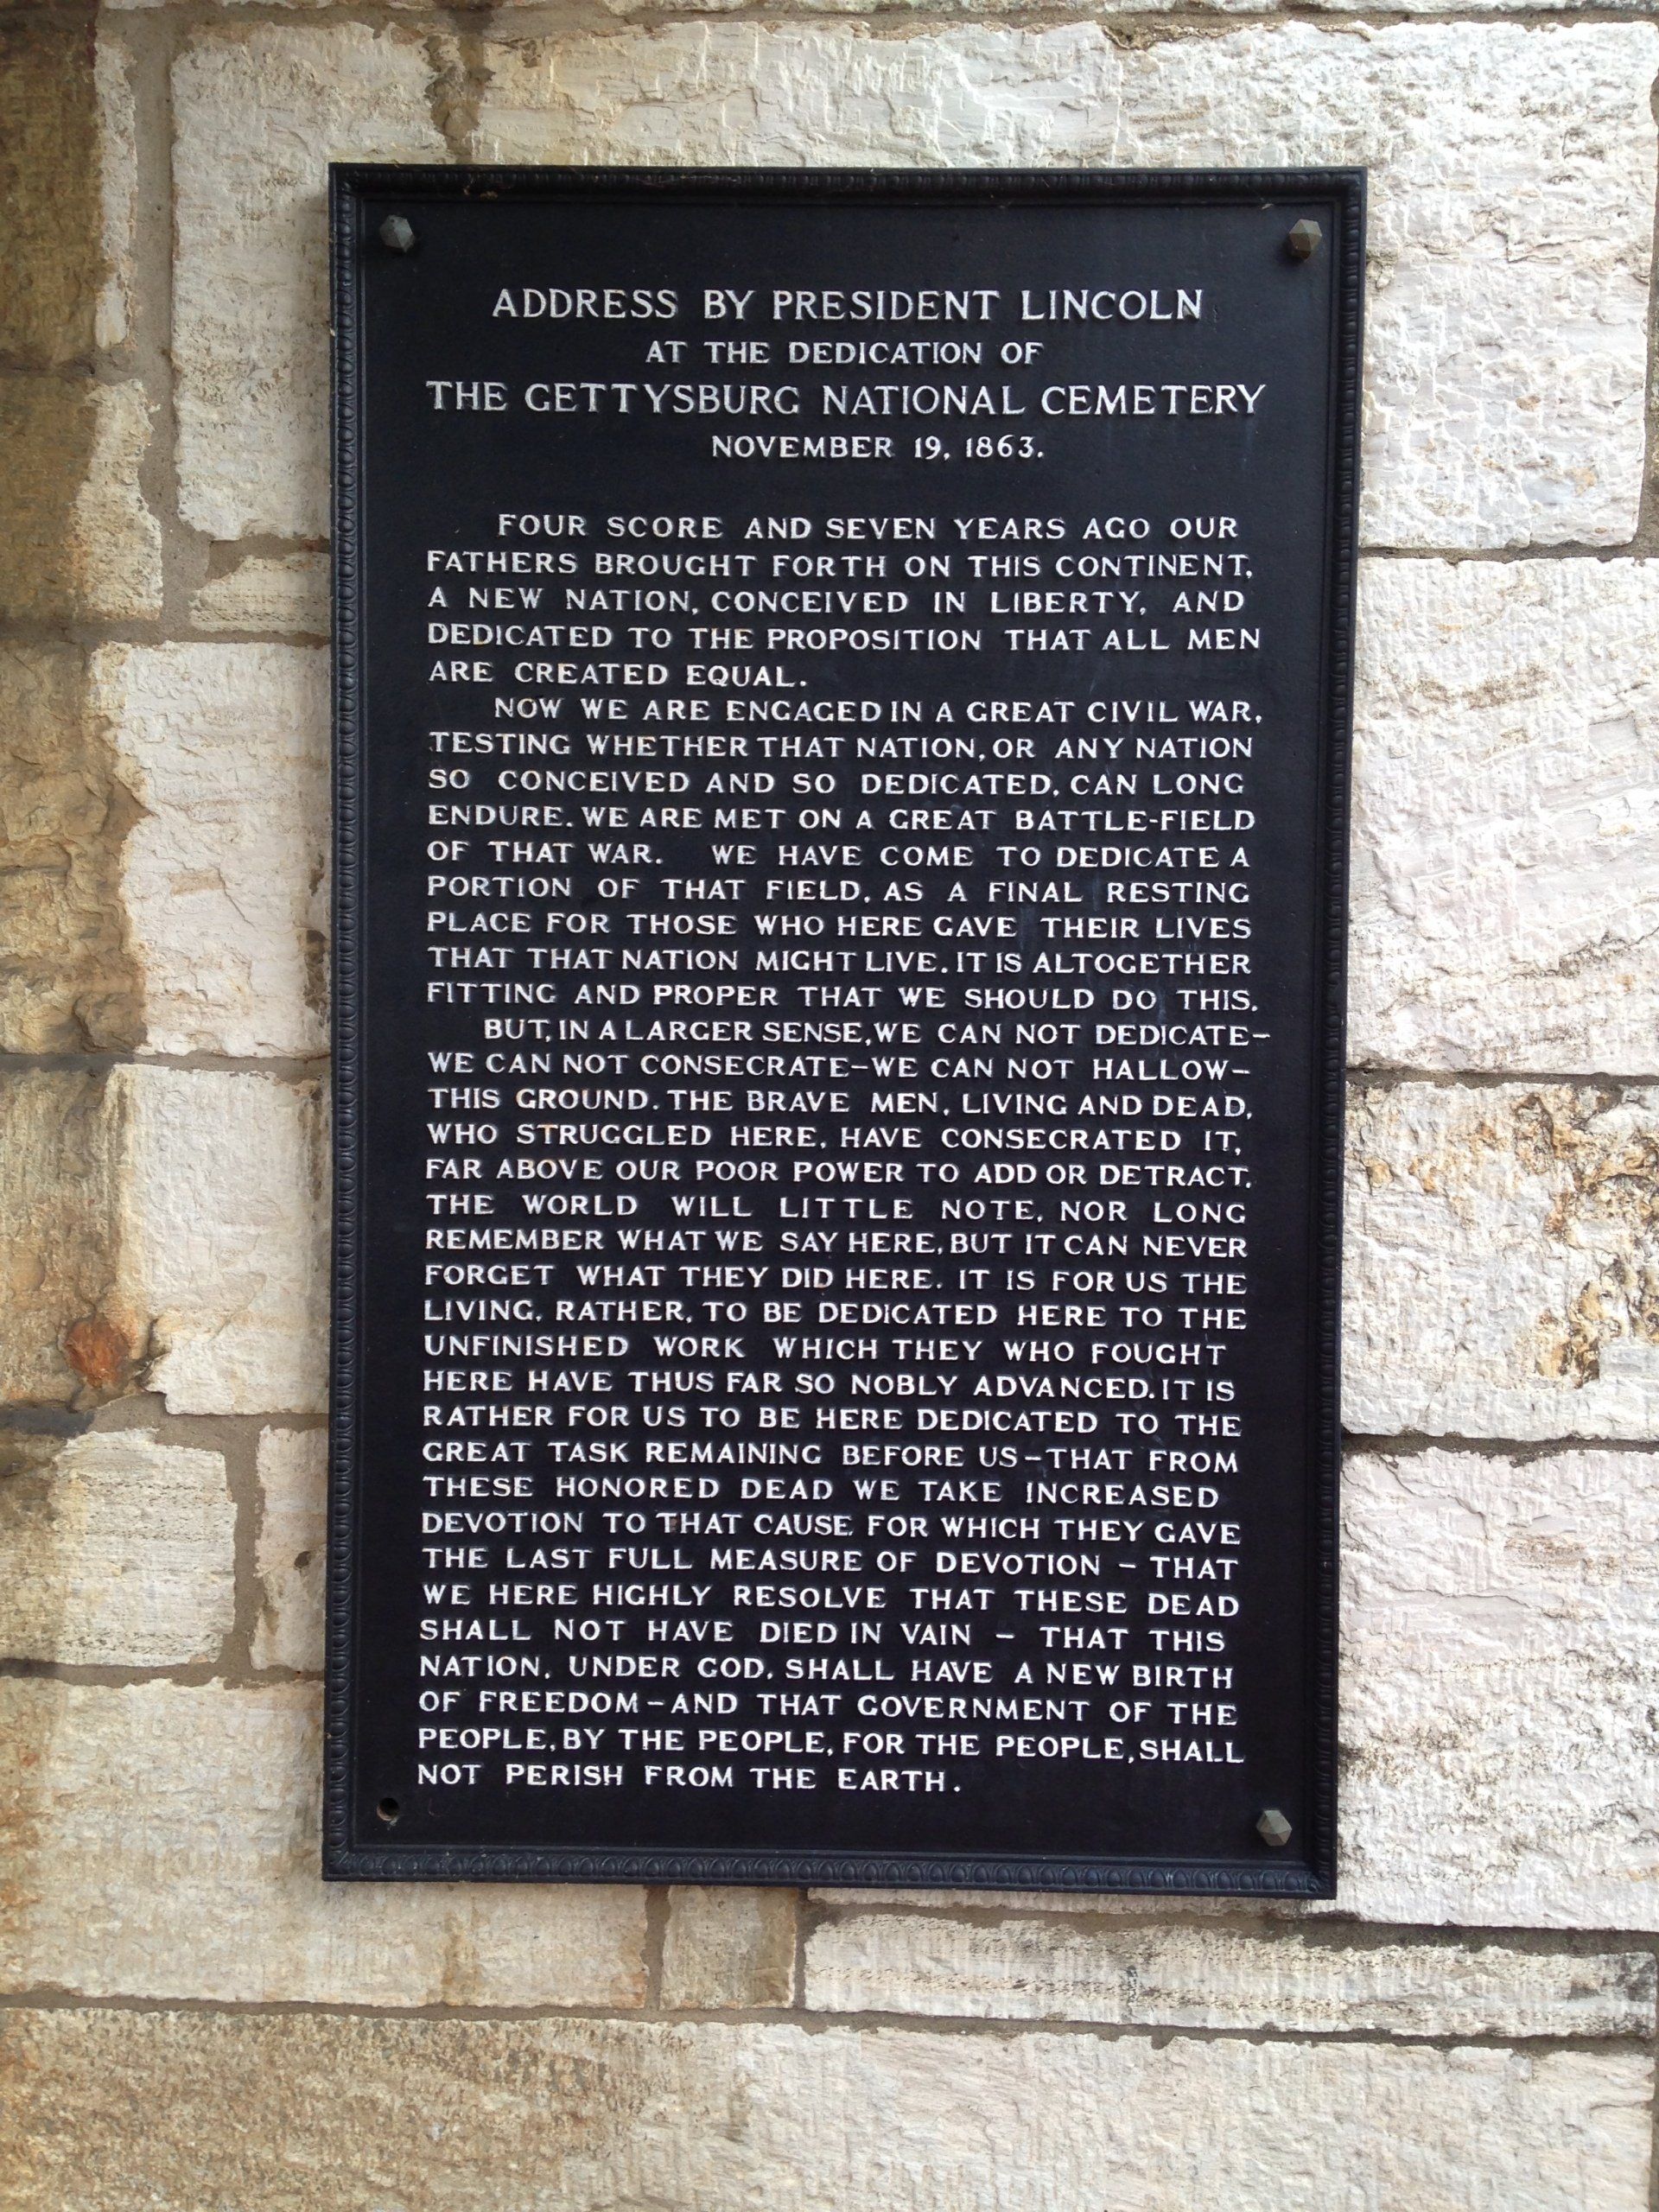 ADDRESS BY PRESIDENT LINCOLN
AT THE DEDICATION OF
THE GETTYSBURG NATIONAL CEMETERY
NOVEMBER 19, 1863.
FOUR SCORE AND SEVEN YEARS AGO OUR
FATHERS BROUGHT FORTH ON THIS CONTINENT,
A NEW NATION, CONCEIVED IN LIBERTY, AND
DEDICATED TO THE PROPOSITION THAT ALL MEN
ARE CREATED EQUAL.
NOW WE ARE ENGAGED IN A GREAT CIVIL WAR,
TESTING WHETHER THAT NATION, OR ANY NATION
SO CONCEIVED AND SO DEDICATED, CAN LONG
ENDURE. WE ARE MET ON A GREAT BATTLE-FIELD
OF THAT WAR. WE HAVE COME TO DEDICATE A
PORTION OF THAT FIELD, AS A FINAL RESTING
PLACE FOR THOSE WHO HERE GAVE THEIR LIVES
THAT THAT NATION MIGHT LIVE. IT IS ALTOGETHER
FITTING AND PROPER THAT WE SHOULD DO THIS.
BUT, IN A LARGER SENSE, WE CAN NOT DEDICATE—
WE CAN NOT CONSECRATE—WE CAN NOT HALLOW—
THIS GROUND. THE BRAVE MEN, LIVING AND DEAD,
WHO STRUGGLED HERE, HAVE CONSECRATED IT,
FAR ABOVE OUR POOR POWER TO ADD OR DETRACT.
THE WORLD WILL LITTLE NOTE, NOR LONG
REMEMBER WHAT WE SAY HERE, BUT IT CAN NEVER
FORGET WHAT THEY DID HERE. IT IS FOR US THE
LIVING, RATHER, TO BE DEDICATED HERE TO THE
UNFINISHED WORK WHICH THEY WHO FOUGHT
HERE HAVE THUS FAR SO NOBLY ADVANCED. IT IS
RATHER FOR US TO BE HERE DEDICATED TO THE
GREAT TASK REMAINING BEFORE US—THAT FROM
THESE HONORED DEAD WE TAKE INCREASED
DEVOTION TO THAT CAUSE FOR WHICH THEY GAVE
THE LAST FULL MEASURE OF DEVOTION — THAT
WE HERE HIGHLY RESOLVE THAT THESE DEAD
SHALL NOT HAVE DIED IN VAIN — THAT THIS
NATION, UNDER GOD, SHALL HAVE A NEW BIRTH
OF FREEDOM—AND THAT GOVERNMENT OF THE
PEOPLE, BY THE PEOPLE, FOR THE PEOPLE, SHALL
NOT PERISH FROM THE EARTH.